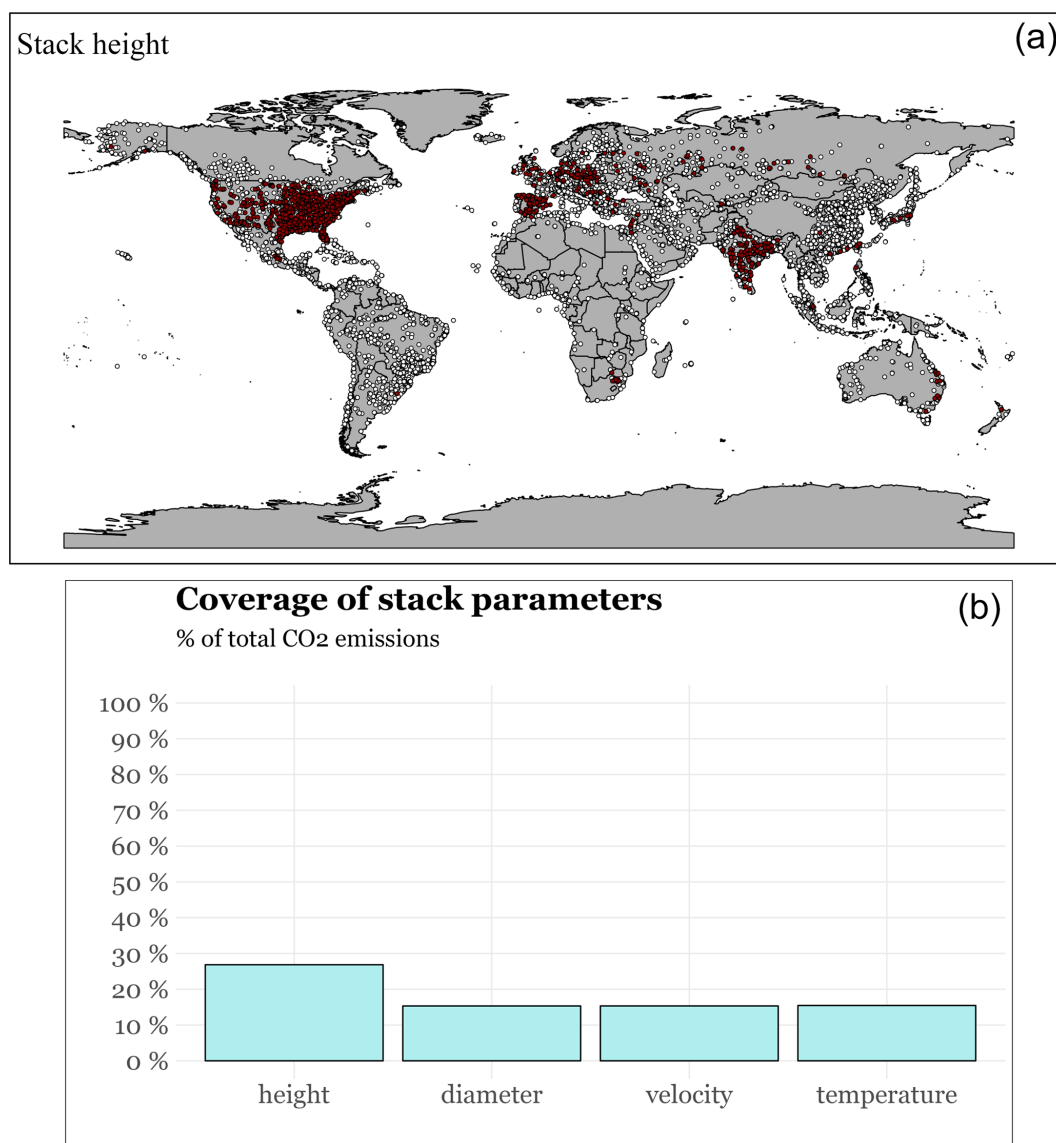 Stack height
(a)
Coverage of stack parameters
(b)
% of total CO2 emissions
100 %
90 %
80 %
70 %
60 %
50 %
40 %
30 %
20 %
10 %
0 %
height diameter velocity temperature